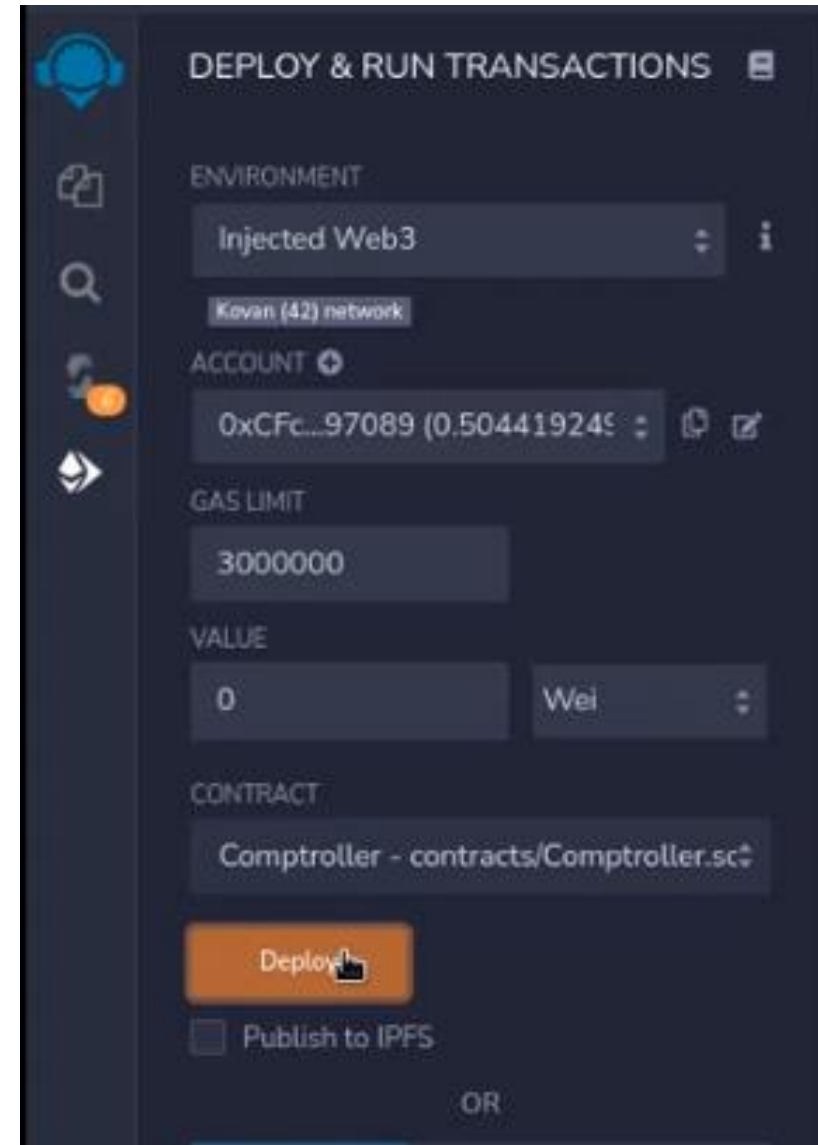 DEPLOY & RUN TRANSACTIONS
ENVIRONMENT
Injected Web3
Kovan (42) network
ACCOUNT
0xCFc...97089 (0.504419249
GAS LIMIT
3000000
VALUE
0 Wei
CONTRACT
Comptroller - contracts/Comptroller.sc
Deploy
Publish to IPFS
OR